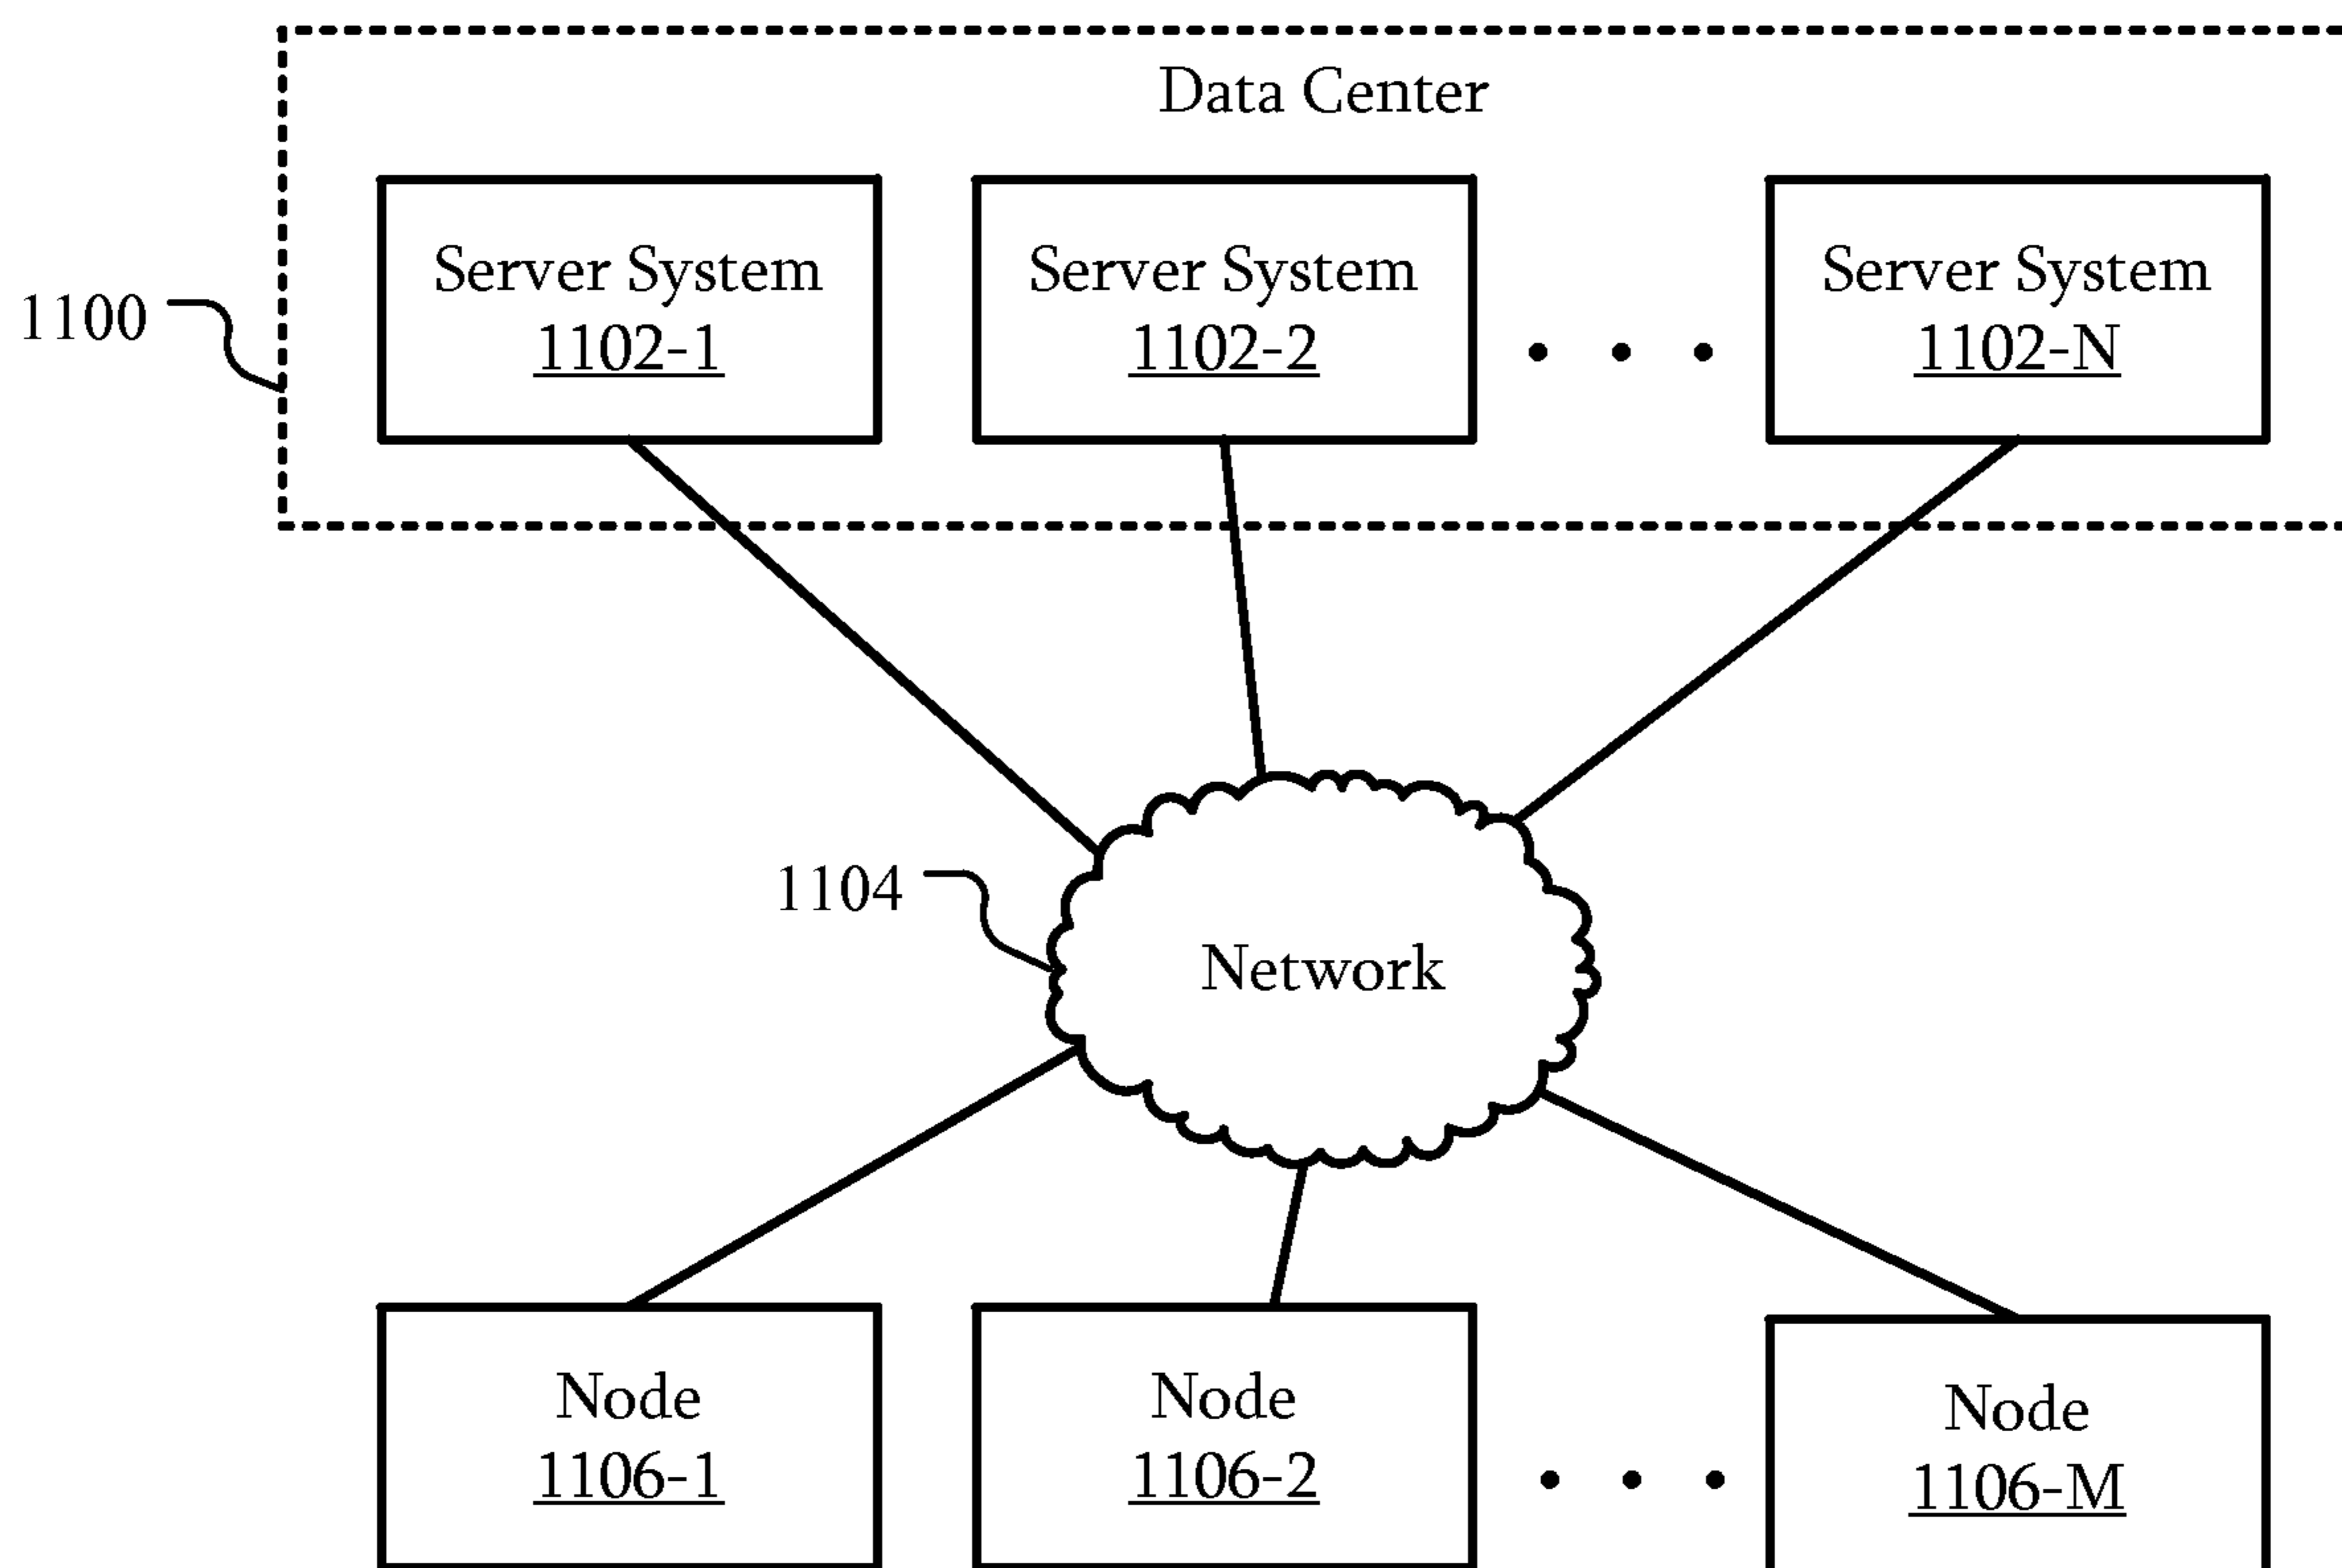 Data Center
Server System
1102-1
Server System
1102-2
Server System
1102-N
1100
1104
Network
Node
1106-1
Node
1106-2
Node
1106-M